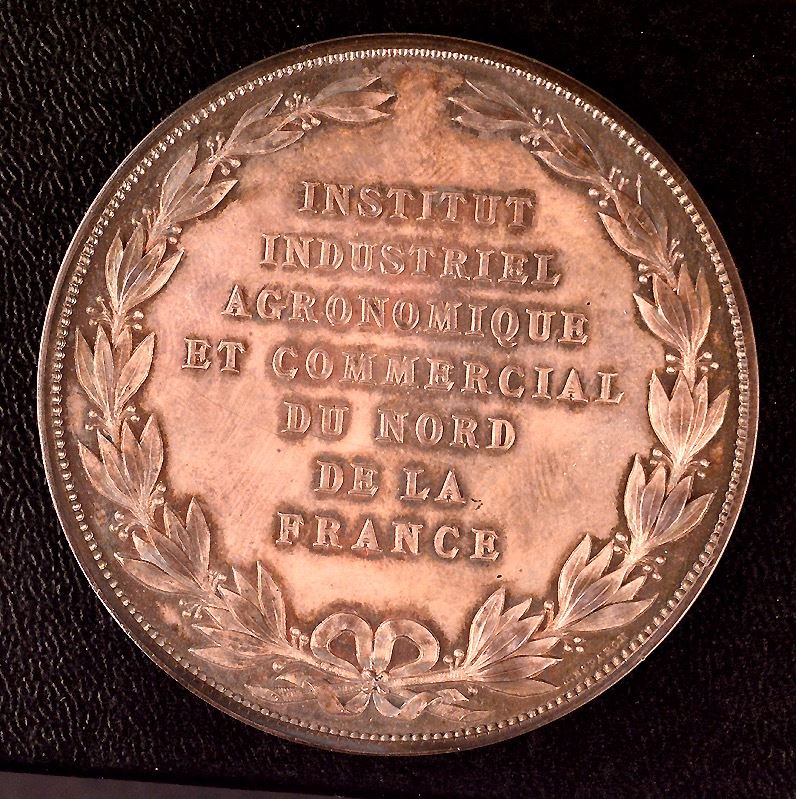 INSTITUT
INDUSTRIEL
AGRONOMIQUE
ET COMMERCIAL
DU NORD
DE LA
FRANCE